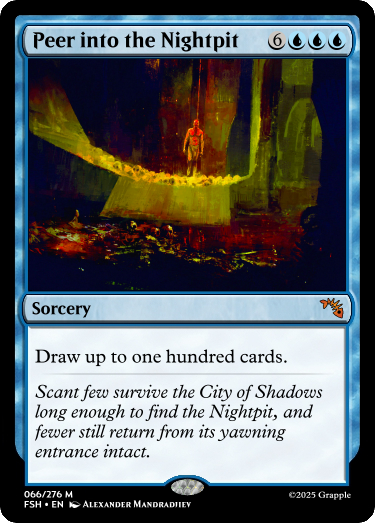 Peer into the Nightpit 6
Sorcery
Draw up to one hundred cards.
Scant few survive the City of Shadows
long enough to find the Nightpit, and
fewer still return from its yawning
entrance intact.
066/276 M
FSH • EN Alexander Mandradjiev
©2025 Grapple